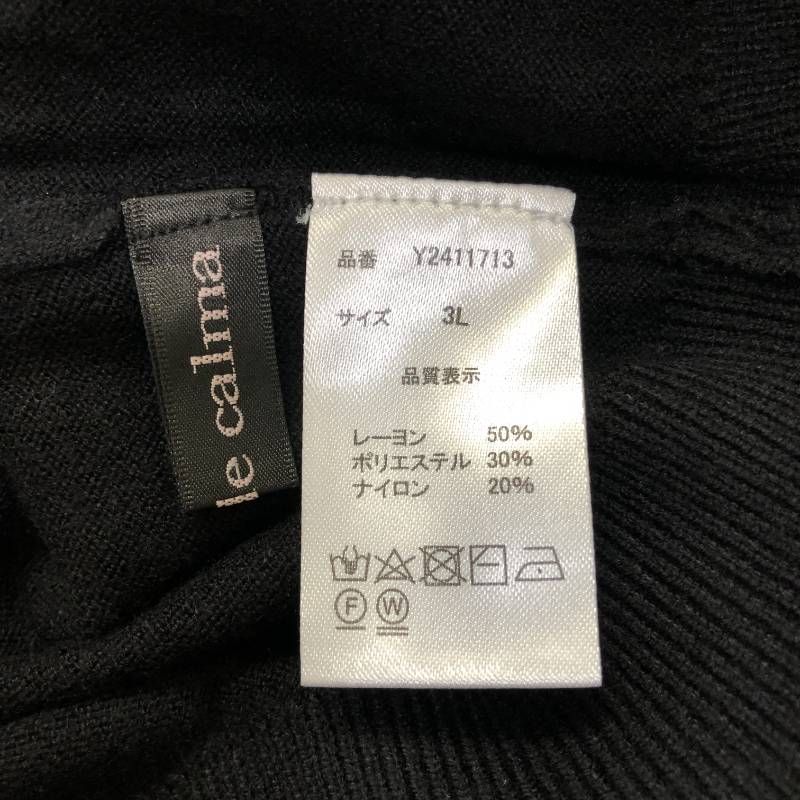 le calma
品番 Y2411713
サイズ 3L
品質表示
レーヨン 50%
ポリエステル 30%
ナイロン 20%
F W